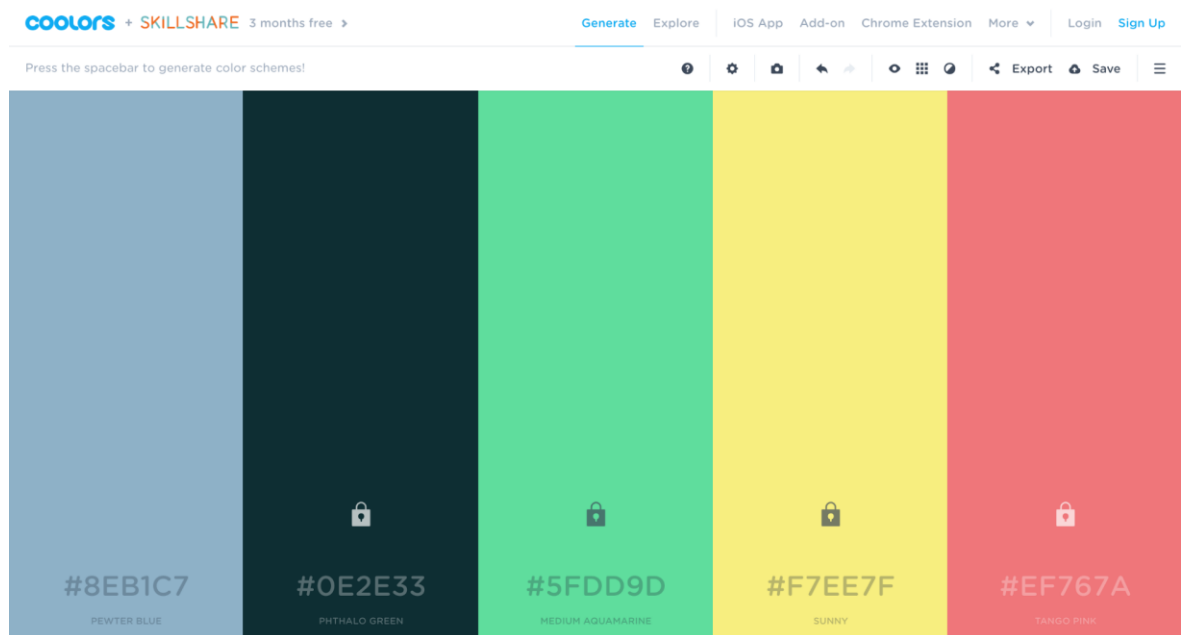 coolors + SKILLSHARE 3 months free Generate Explore iOS App Add-on Chrome Extension More Login Sign Up
Press the spacebar to generate color schemes! Export Save
#8EB1C7 #0E2E33 #5FDD9D #F7EE7F #EF767A
PEWTER BLUE PHTHALO GREEN MEDIUM AQUAMARINE SUNNY TANGO PINK